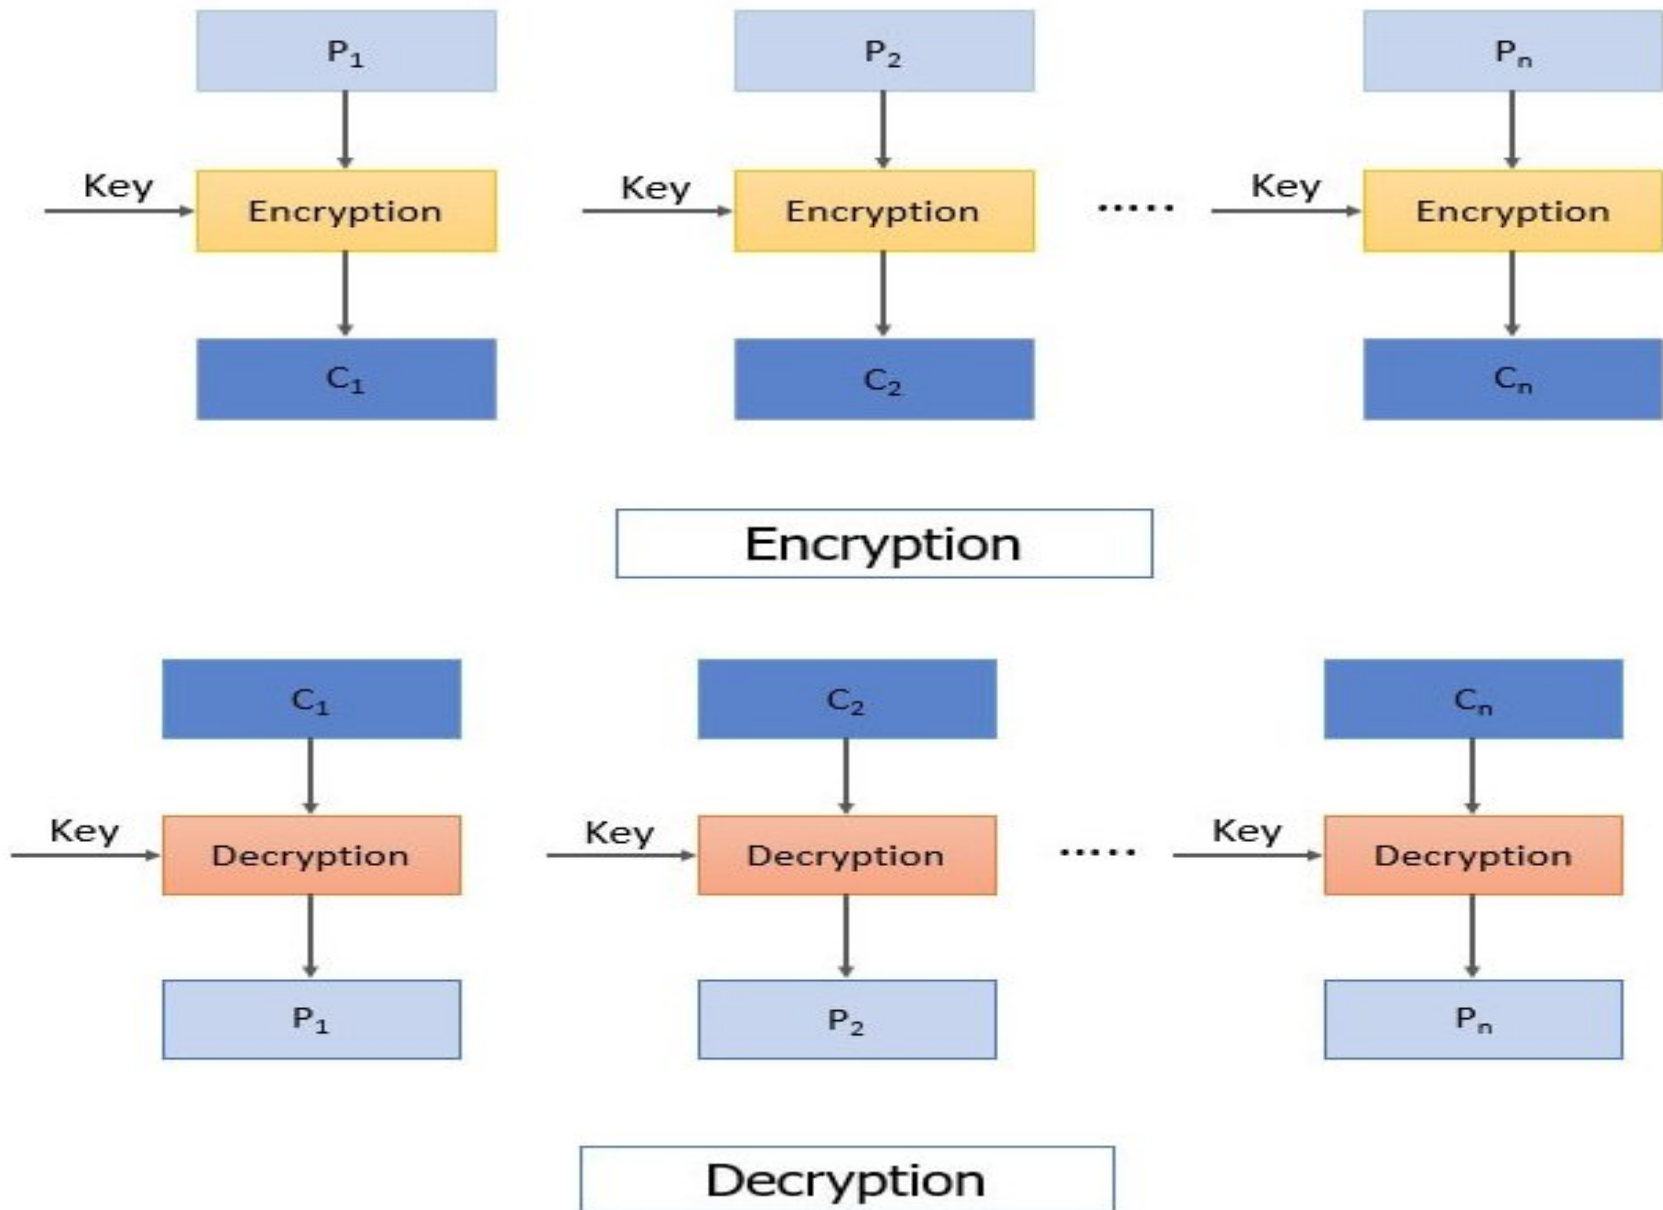 P₁ P₂ Pₙ
Key Encryption Key Encryption ..... Key Encryption
C₁ C₂ Cₙ
Encryption
C₁ C₂ Cₙ
Key Decryption Key Decryption ..... Key Decryption
P₁ P₂ Pₙ
Decryption